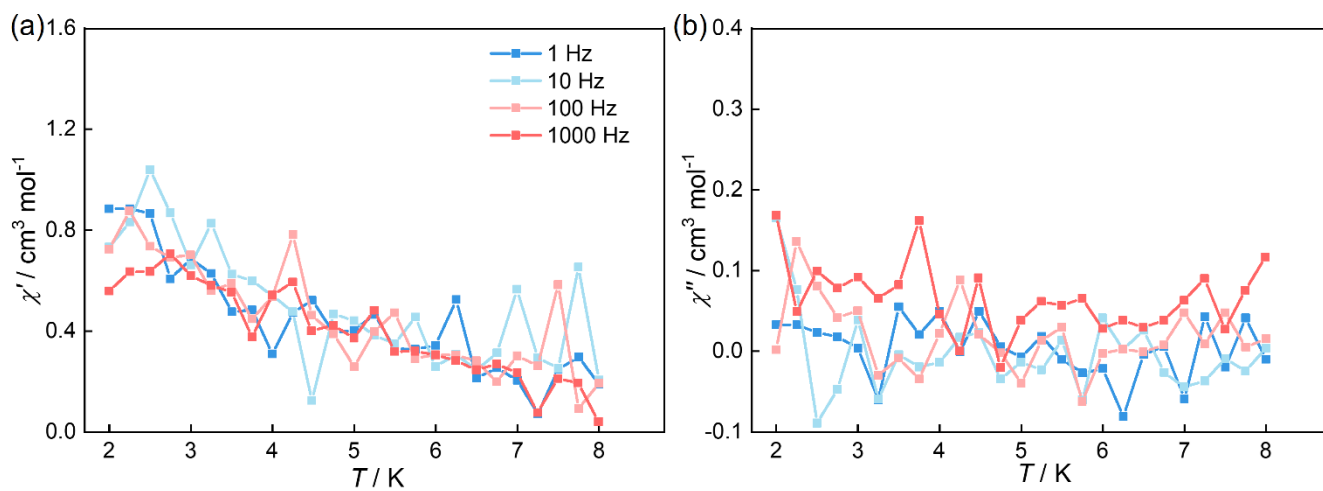 (a)
χ′ / cm³ mol⁻¹
1.6
1.2
0.8
0.4
0.0
1 Hz
10 Hz
100 Hz
1000 Hz
2 3 4 5 6 7 8
T / K
(b)
χ″ / cm³ mol⁻¹
0.4
0.3
0.2
0.1
0.0
-0.1
2 3 4 5 6 7 8
T / K